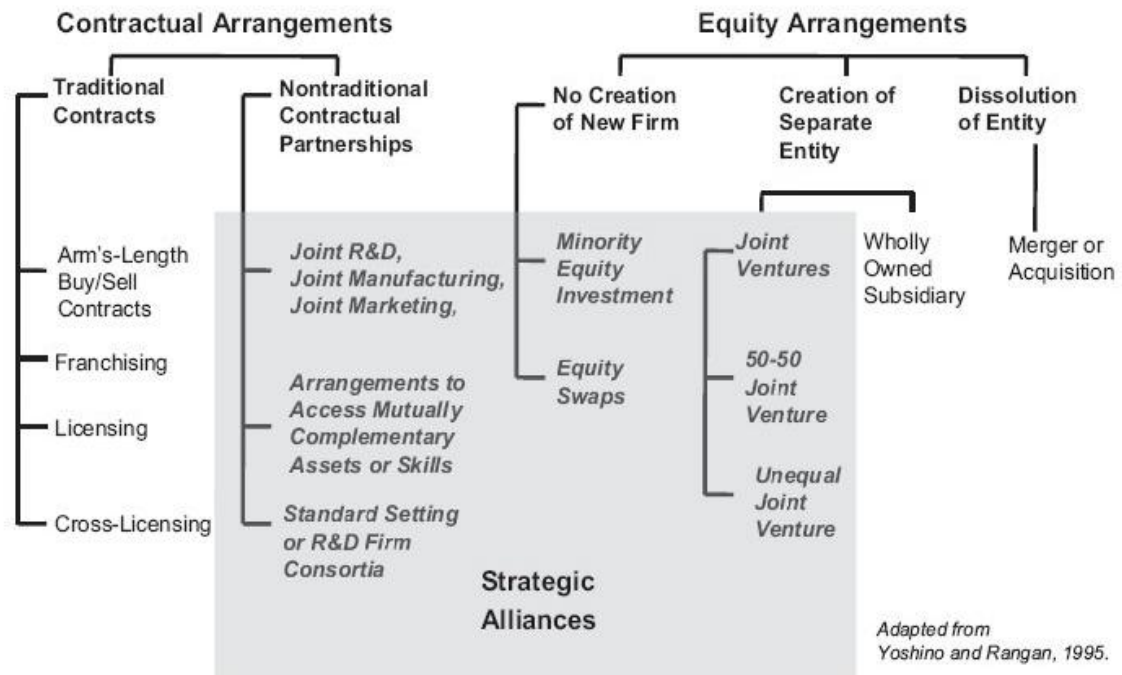 Contractual Arrangements
Traditional
Contracts
Arm's-Length
Buy/Sell
Contracts
Franchising
Licensing
Cross-Licensing
Nontraditional
Contractual
Partnerships
Joint R&D,
Joint Manufacturing,
Joint Marketing,
Arrangements to
Access Mutually
Complementary
Assets or Skills
Standard Setting
or R&D Firm
Consortia
Equity Arrangements
No Creation
of New Firm
Minority
Equity
Investment
Equity
Swaps
Creation of
Separate
Entity
Joint
Ventures
50-50
Joint
Venture
Unequal
Joint
Venture
Wholly
Owned
Subsidiary
Dissolution
of Entity
Merger or
Acquisition
Strategic
Alliances
Adapted from
Yoshino and Rangan, 1995.